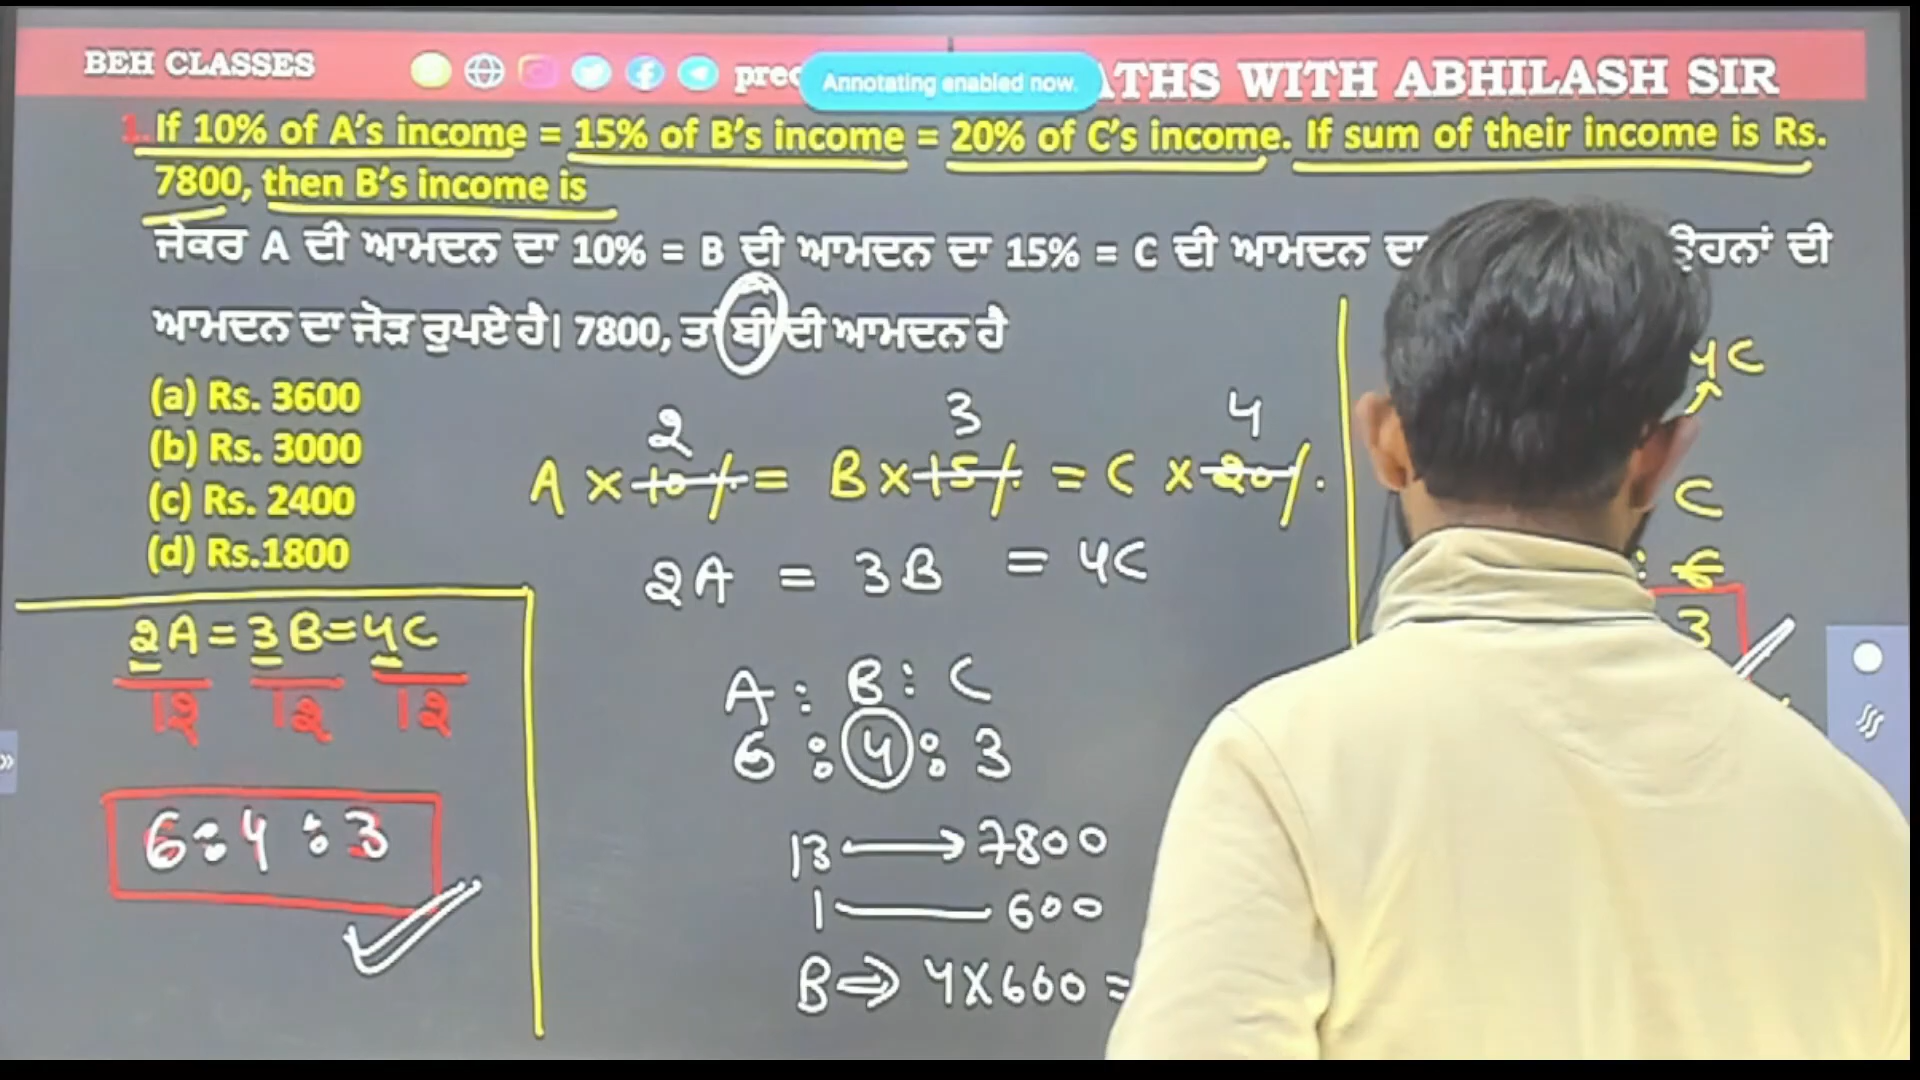 BEH CLASSES
Annotating enabled now.
ATHS WITH ABHILASH SIR
1. If 10% of A's income = 15% of B's income = 20% of C's income. If sum of their income is Rs.
7800, then B's income is
ਜੇਕਰ A ਦੀ ਆਮਦਨ ਦਾ 10% = B ਦੀ ਆਮਦਨ ਦਾ 15% = C ਦੀ ਆਮਦਨ ਦਾ ਉਹਨਾਂ ਦੀ
ਆਮਦਨ ਦਾ ਜੋੜ ਰੁਪਏ ਹੈ। 7800, ਤਾਂ ਬੀ ਦੀ ਆਮਦਨ ਹੈ
(a) Rs. 3600
(b) Rs. 3000
(c) Rs. 2400
(d) Rs.1800
2 3 4
A × 10% = B × 15% = C × 20%.
2A = 3B = 4C
A : B : C
6 : 4 : 3
13 → 7800
1 — 600
B ⇒ 4×600 =
2A = 3B = 4C
12 12 12
6 : 4 : 3
4C
C
: 6
3